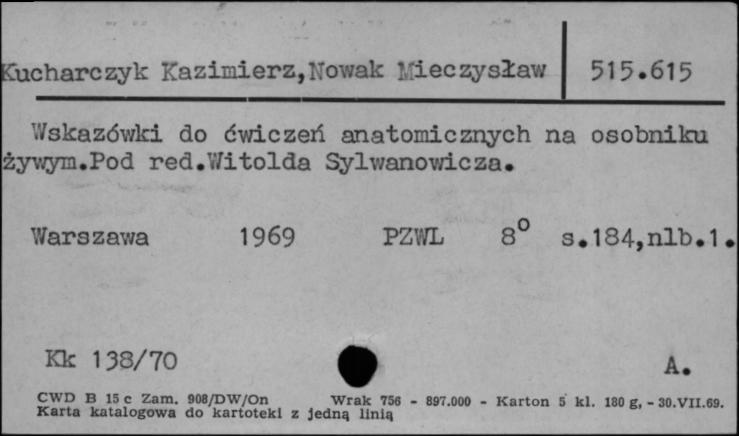 Kucharczyk Kazimierz,Nowak Mieczysław 515.615
Wskazówki do ćwiczeń anatomicznych na osobniku
żywym.Pod red.Witolda Sylwanowicza.
Warszawa 1969 PZWL 8° s.184,nlb.1.
Kk 138/70 A.
CWD B 15 c Zam. 908/DW/On Wrak 756 - 897.000 - Karton 5 kl. 180 g, - 30.VII.69.
Karta katalogowa do kartoteki z jedną linią